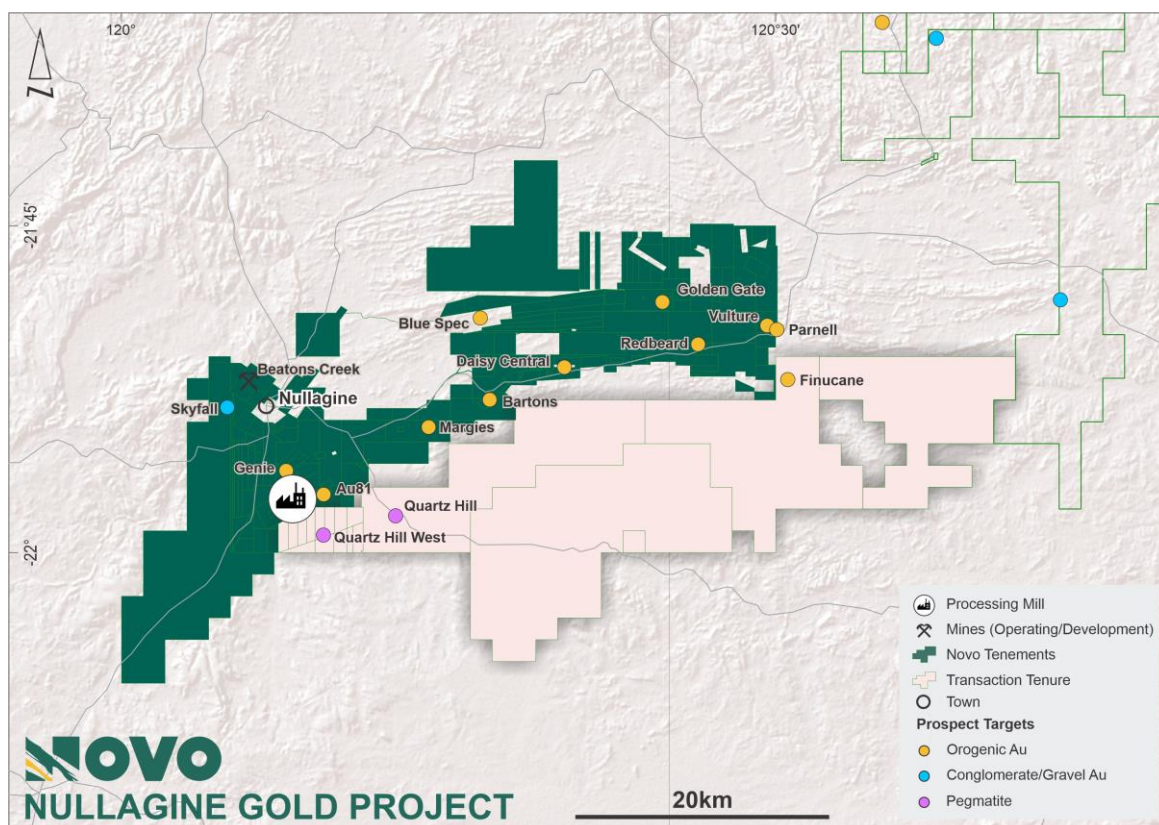 120°
120°30'
N
-21°45'
Golden Gate
Blue Spec
Vulture
Parnell
Redbeard
Daisy Central
Beatons Creek
Finucane
Nullagine
Skyfall
Bartons
Margies
Genie
Au81
Quartz Hill
Quartz Hill West
-22°
Processing Mill
Mines (Operating/Development)
Novo Tenements
Transaction Tenure
Town
Prospect Targets
Orogenic Au
Conglomerate/Gravel Au
Pegmatite
NOVO
NULLAGINE GOLD PROJECT
20km